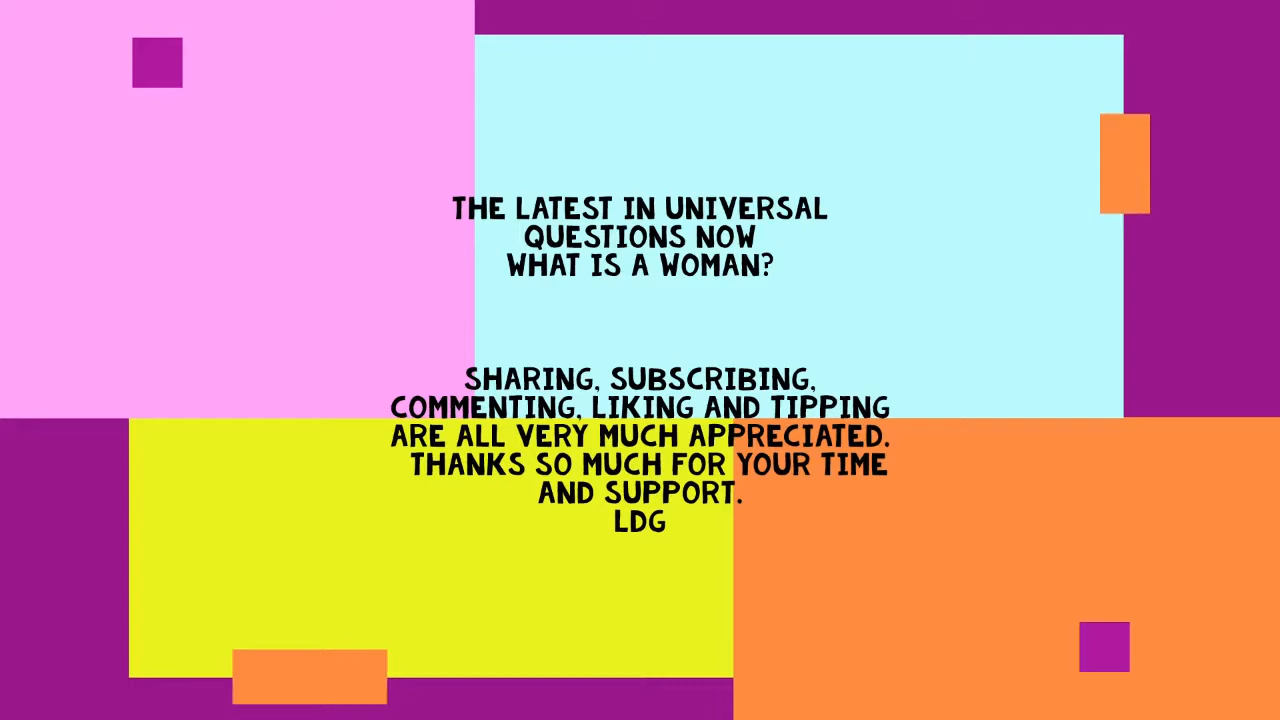 THE LATEST IN UNIVERSAL
QUESTIONS NOW
WHAT IS A WOMAN?
SHARING, SUBSCRIBING,
COMMENTING, LIKING AND TIPPING
ARE ALL VERY MUCH APPRECIATED.
THANKS SO MUCH FOR YOUR TIME
AND SUPPORT.
LDG